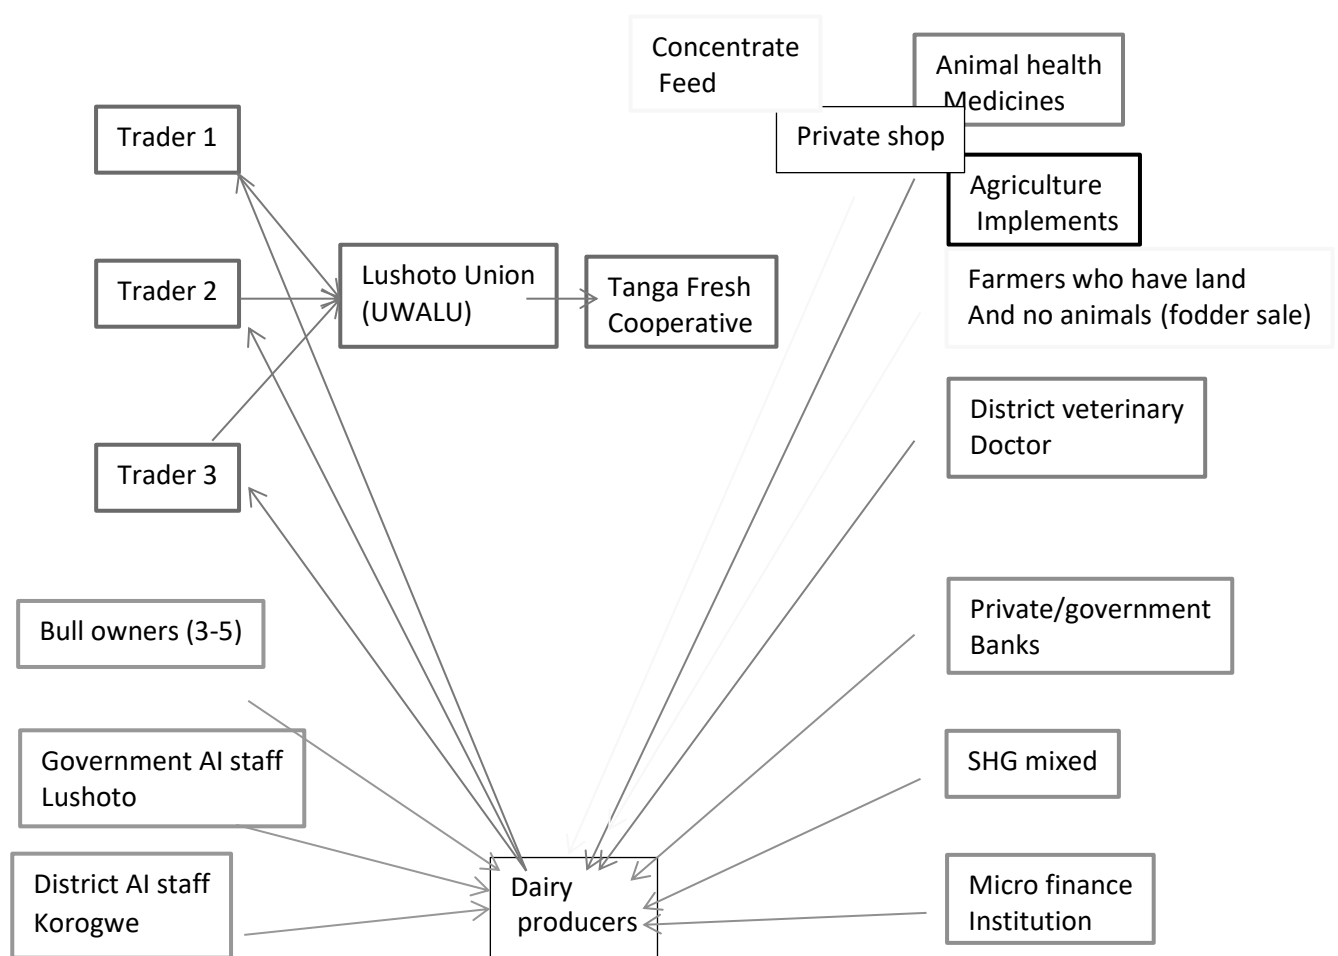 Concentrate
Feed
Animal health
Medicines
Private shop
Trader 1
Agriculture
Implements
Trader 2
Lushoto Union
(UWALU)
Tanga Fresh
Cooperative
Farmers who have land
And no animals (fodder sale)
District veterinary
Doctor
Trader 3
Bull owners (3-5)
Private/government
Banks
Government AI staff
Lushoto
SHG mixed
District AI staff
Korogwe
Dairy
producers
Micro finance
Institution